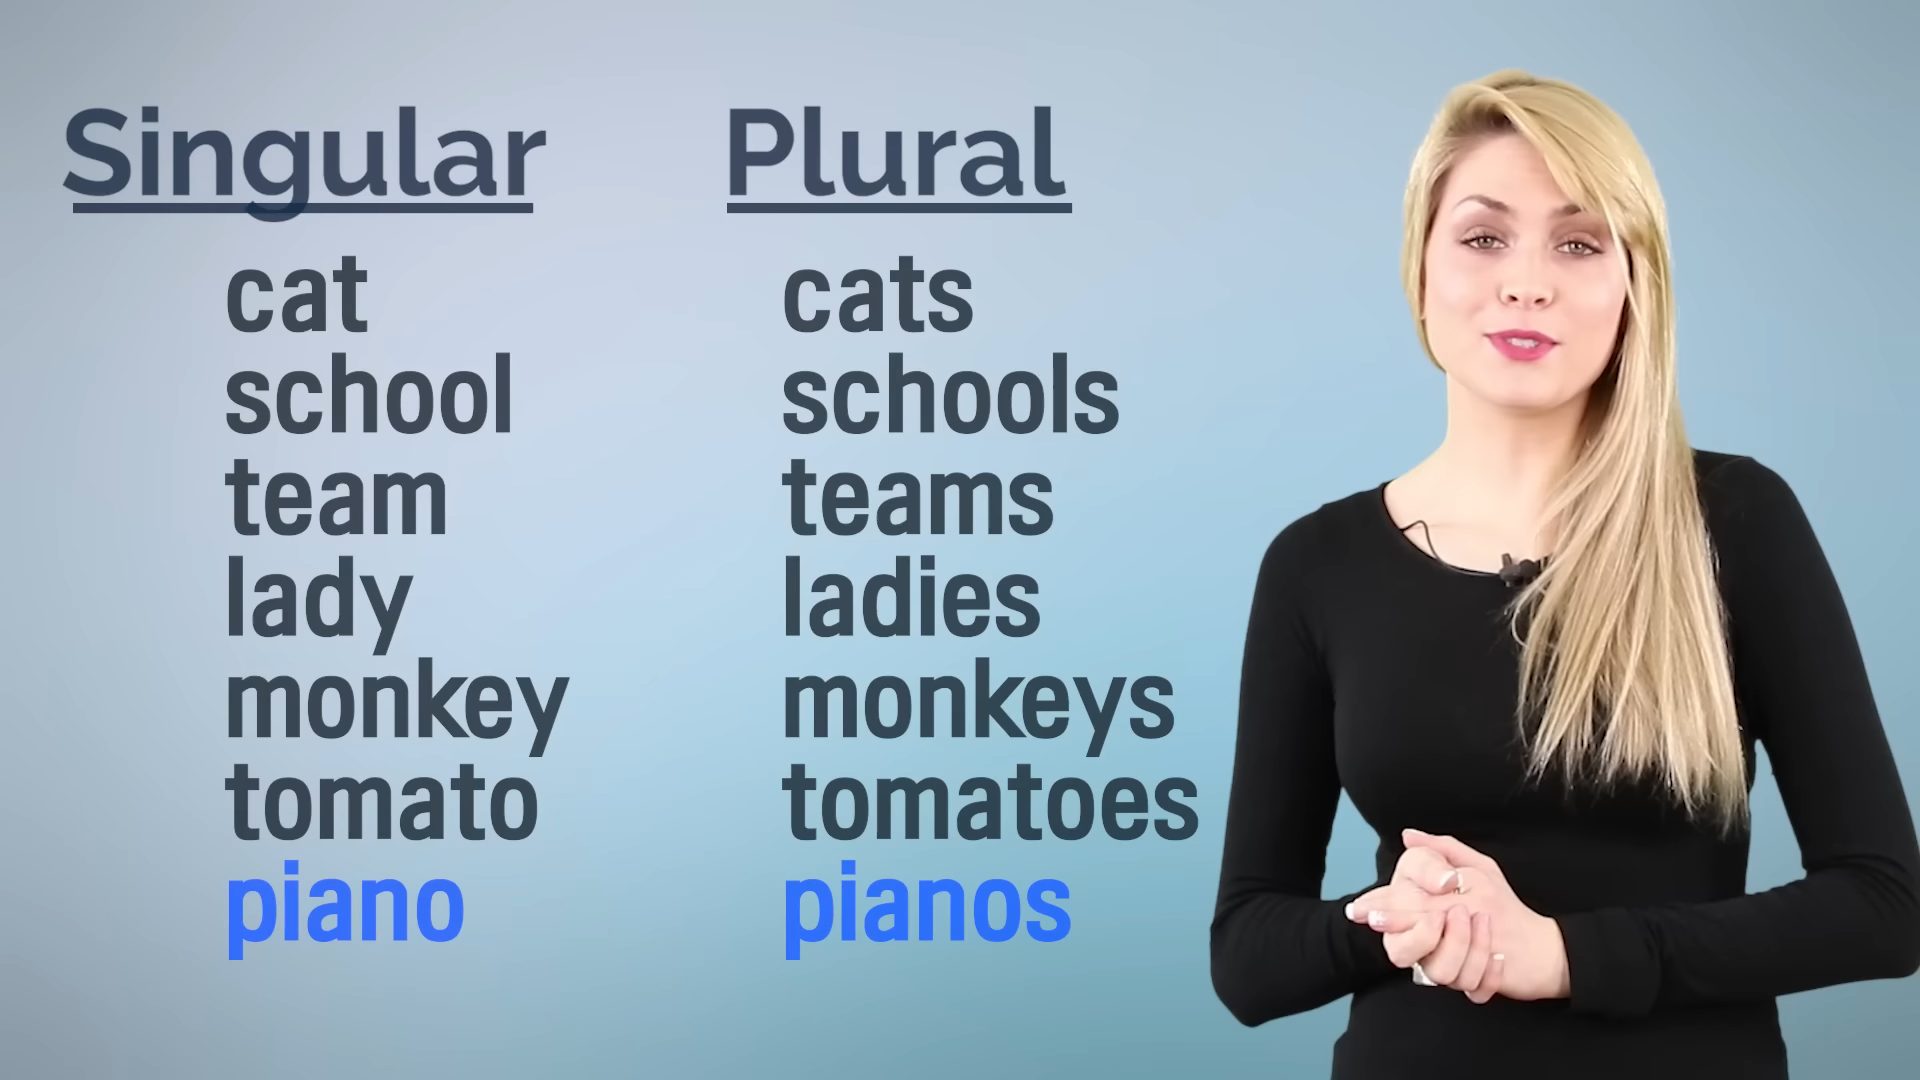 Singular Plural
cat cats
school schools
team teams
lady ladies
monkey monkeys
tomato tomatoes
piano pianos